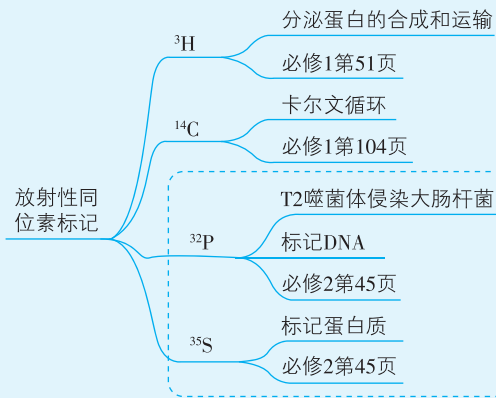 放射性同
位素标记
³H
分泌蛋白的合成和运输
必修1第51页
¹⁴C
卡尔文循环
必修1第104页
³²P
T2噬菌体侵染大肠杆菌
标记DNA
必修2第45页
³⁵S
标记蛋白质
必修2第45页